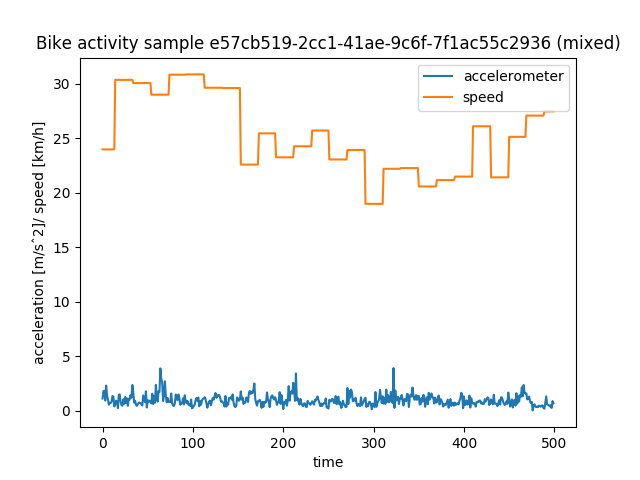 Bike activity sample e57cb519-2cc1-41ae-9c6f-7f1ac55c2936 (mixed)
accelerometer
speed
acceleration [m/s^2]/ speed [km/h]
30
25
20
15
10
5
0
0 100 200 300 400 500
time